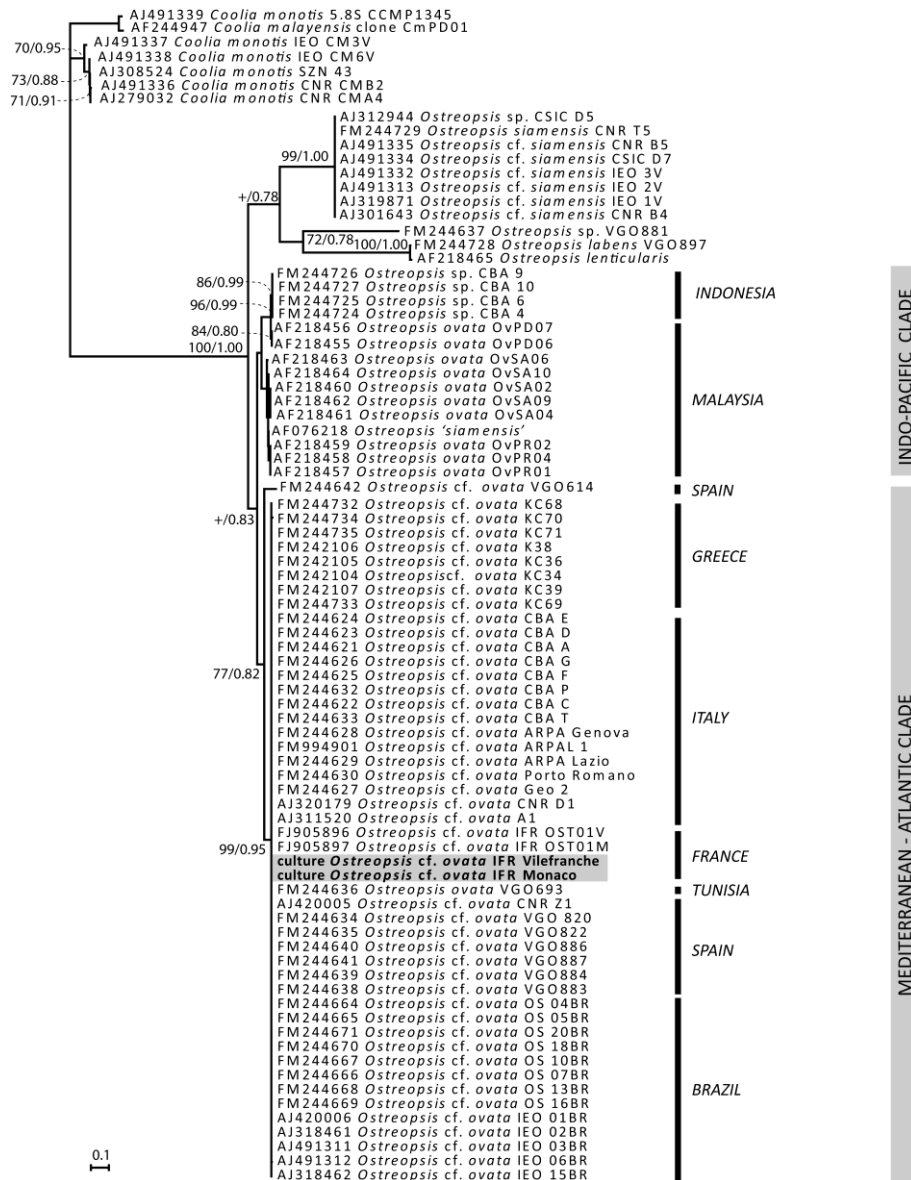 AJ491339 Coolia monotis 5.8S CCMP1345
AF244947 Coolia malayensis clone CmPD01
AJ491337 Coolia monotis IEO CM3V
70/0.95
AJ491338 Coolia monotis IEO CM6V
AJ308524 Coolia monotis SZN 43
73/0.88
AJ491336 Coolia monotis CNR CMB2
71/0.91
AJ279032 Coolia monotis CNR CMA4
AJ312944 Ostreopsis sp. CSIC D5
FM244729 Ostreopsis siamensis CNR T5
AJ491335 Ostreopsis cf. siamensis CNR B5
99/1.00
AJ491334 Ostreopsis cf. siamensis CSIC D7
AJ491332 Ostreopsis cf. siamensis IEO 3V
AJ491313 Ostreopsis cf. siamensis IEO 2V
+/0.78
AJ319871 Ostreopsis cf. siamensis IEO 1V
AJ301643 Ostreopsis cf. siamensis CNR B4
FM244637 Ostreopsis sp. VGO881
72/0.78
100/1.00
FM244728 Ostreopsis labens VGO897
AF218465 Ostreopsis lenticularis
FM244726 Ostreopsis sp. CBA 9
86/0.99
FM244727 Ostreopsis sp. CBA 10
INDONESIA
96/0.99
FM244725 Ostreopsis sp. CBA 6
FM244724 Ostreopsis sp. CBA 4
84/0.80
AF218456 Ostreopsis ovata OvPD07
100/1.00
AF218455 Ostreopsis ovata OvPD06
AF218463 Ostreopsis ovata OvSA06
AF218464 Ostreopsis ovata OvSA10
AF218460 Ostreopsis ovata OvSA02
MALAYSIA
AF218462 Ostreopsis ovata OvSA09
AF218461 Ostreopsis ovata OvSA04
AF076218 Ostreopsis 'siamensis'
AF218459 Ostreopsis ovata OvPR02
AF218458 Ostreopsis ovata OvPR04
AF218457 Ostreopsis ovata OvPR01
INDO-PACIFIC CLADE
FM244642 Ostreopsis cf. ovata VGO614
SPAIN
FM244732 Ostreopsis cf. ovata KC68
+/0.83
FM244734 Ostreopsis cf. ovata KC70
FM244735 Ostreopsis cf. ovata KC71
FM242106 Ostreopsis cf. ovata K38
GREECE
FM242105 Ostreopsis cf. ovata KC36
FM242104 Ostreopsiscf. ovata KC34
FM242107 Ostreopsis cf. ovata KC39
FM244733 Ostreopsis cf. ovata KC69
FM244624 Ostreopsis cf. ovata CBA E
FM244623 Ostreopsis cf. ovata CBA D
FM244621 Ostreopsis cf. ovata CBA A
FM244626 Ostreopsis cf. ovata CBA G
77/0.82
FM244625 Ostreopsis cf. ovata CBA F
FM244632 Ostreopsis cf. ovata CBA P
FM244622 Ostreopsis cf. ovata CBA C
FM244633 Ostreopsis cf. ovata CBA T
ITALY
FM244628 Ostreopsis cf. ovata ARPA Genova
FM994901 Ostreopsis cf. ovata ARPAL 1
FM244629 Ostreopsis cf. ovata ARPA Lazio
FM244630 Ostreopsis cf. ovata Porto Romano
FM244627 Ostreopsis cf. ovata Geo 2
AJ320179 Ostreopsis cf. ovata CNR D1
AJ311520 Ostreopsis cf. ovata A1
FJ905896 Ostreopsis cf. ovata IFR OST01V
99/0.95
FJ905897 Ostreopsis cf. ovata IFR OST01M
FRANCE
culture Ostreopsis cf. ovata IFR Vilefranche
culture Ostreopsis cf. ovata IFR Monaco
FM244636 Ostreopsis ovata VGO693
TUNISIA
AJ420005 Ostreopsis cf. ovata CNR Z1
FM244634 Ostreopsis cf. ovata VGO 820
FM244635 Ostreopsis cf. ovata VGO822
FM244640 Ostreopsis cf. ovata VGO886
SPAIN
FM244641 Ostreopsis cf. ovata VGO887
FM244639 Ostreopsis cf. ovata VGO884
FM244638 Ostreopsis cf. ovata VGO883
FM244664 Ostreopsis cf. ovata OS 04BR
FM244665 Ostreopsis cf. ovata OS 05BR
FM244671 Ostreopsis cf. ovata OS 20BR
FM244670 Ostreopsis cf. ovata OS 18BR
FM244667 Ostreopsis cf. ovata OS 10BR
FM244666 Ostreopsis cf. ovata OS 07BR
BRAZIL
FM244668 Ostreopsis cf. ovata OS 13BR
FM244669 Ostreopsis cf. ovata OS 16BR
AJ420006 Ostreopsis cf. ovata IEO 01BR
AJ318461 Ostreopsis cf. ovata IEO 02BR
AJ491311 Ostreopsis cf. ovata IEO 03BR
AJ491312 Ostreopsis cf. ovata IEO 06BR
AJ318462 Ostreopsis cf. ovata IEO 15BR
MEDITERRANEAN - ATLANTIC CLADE
0.1